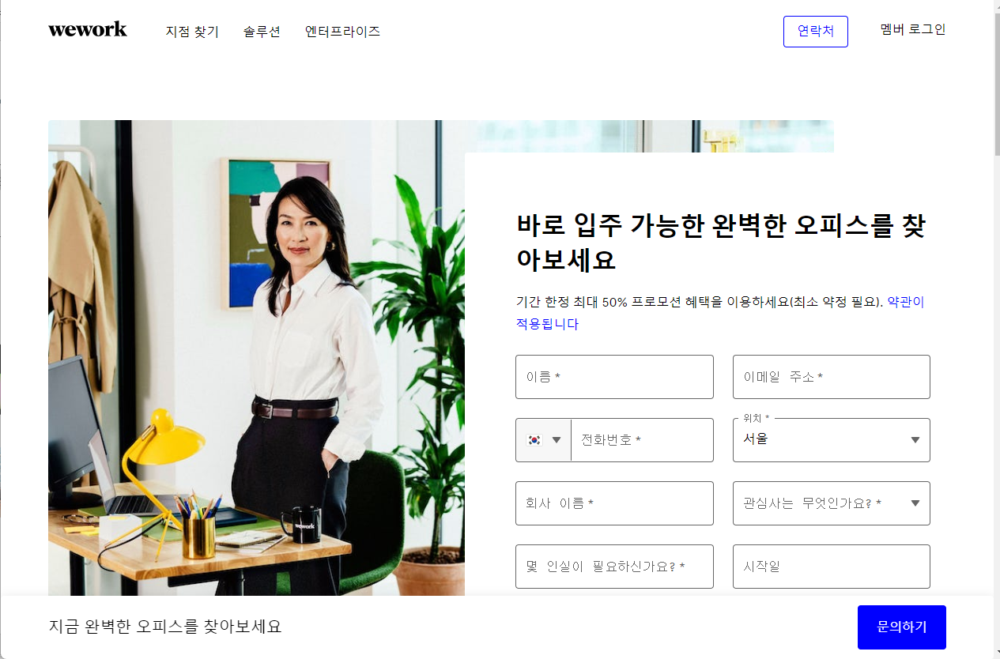 wework
지점 찾기
솔루션
엔터프라이즈
연락처
멤버 로그인
바로 입주 가능한 완벽한 오피스를 찾
아보세요
기간 한정 최대 50% 프로모션 혜택을 이용하세요(최소 약정 필요). 약관이
적용됩니다
이름 *
이메일 주소 *
전화번호 *
위치 *
서울
회사 이름 *
관심사는 무엇인가요? *
몇 인실이 필요하신가요? *
시작일
wework
지금 완벽한 오피스를 찾아보세요
문의하기